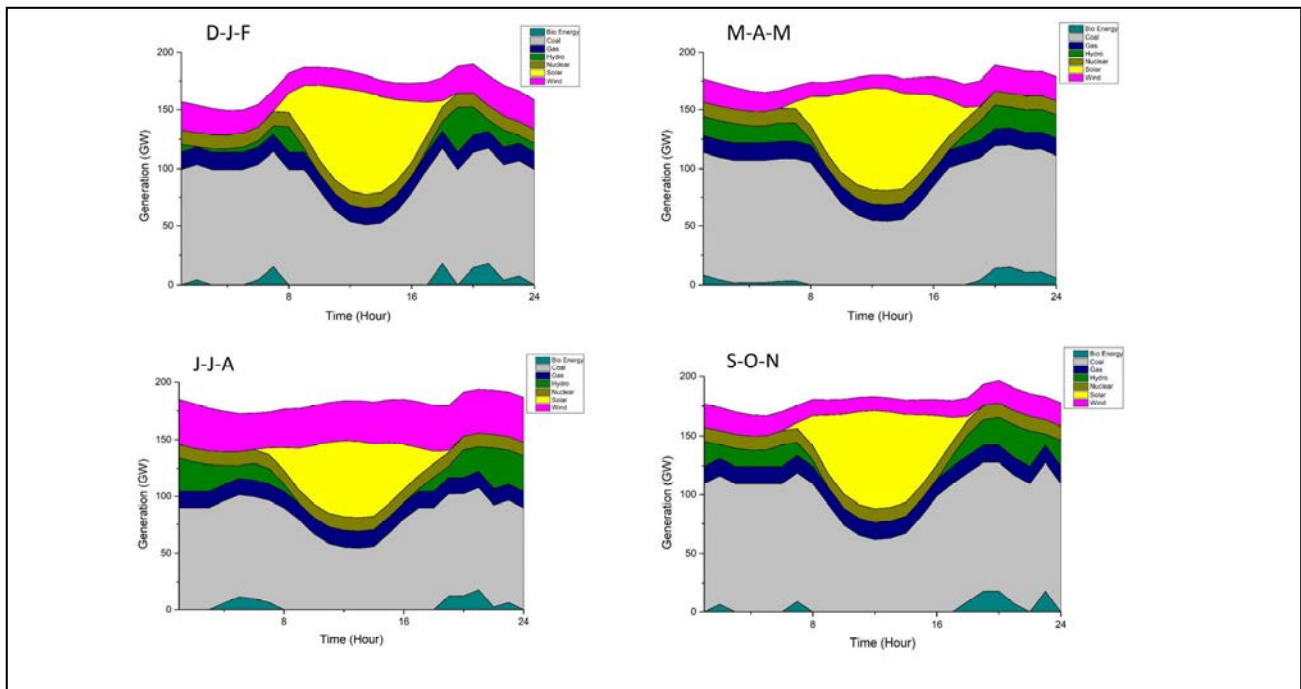 D-J-F
Bio Energy
Coal
Gas
Hydro
Nuclear
Solar
Wind
200
150
100
50
0
Generation (GW)
8
16
24
Time (Hour)
M-A-M
Bio Energy
Coal
Gas
Hydro
Nuclear
Solar
Wind
200
150
100
50
0
Generation (GW)
8
16
24
Time (Hour)
J-J-A
Bio Energy
Coal
Gas
Hydro
Nuclear
Solar
Wind
200
150
100
50
0
Generation (GW)
8
16
24
Time (Hour)
S-O-N
Bio Energy
Coal
Gas
Hydro
Nuclear
Solar
Wind
200
150
100
50
0
Generation (GW)
8
16
24
Time (Hour)